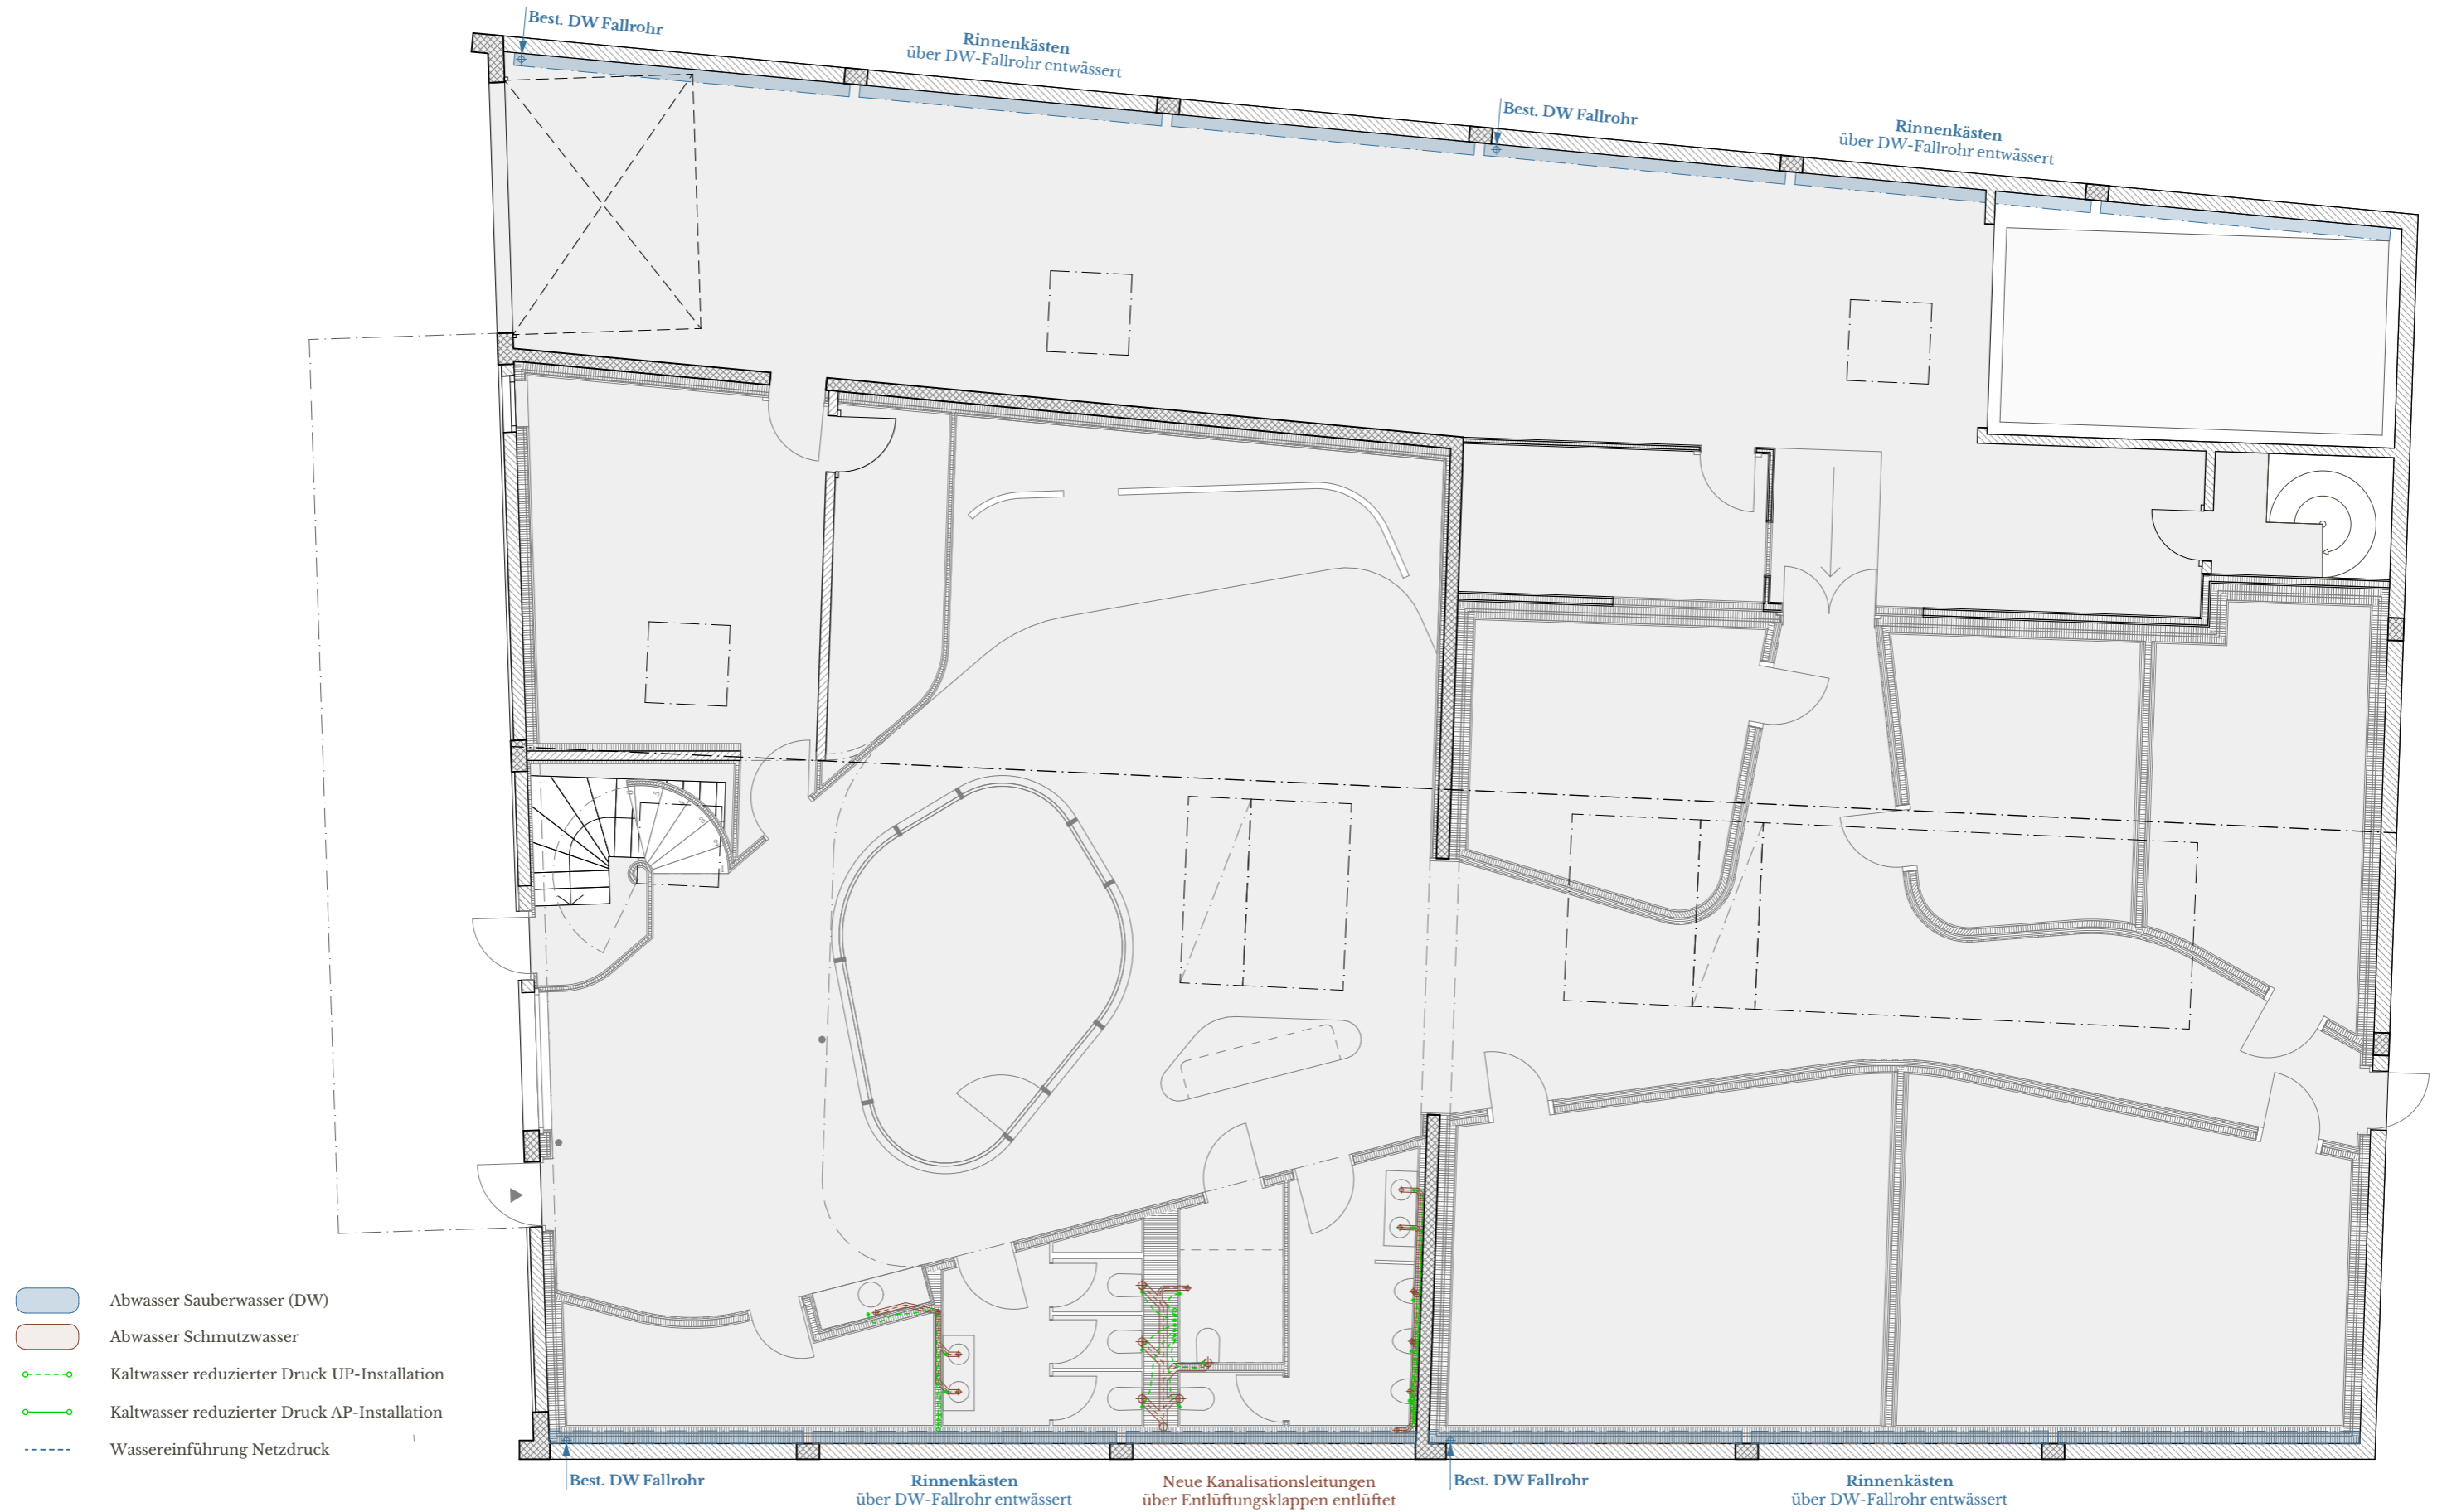 Best. DW Fallrohr
Rinnenkästen
über DW-Fallrohr entwässert
Best. DW Fallrohr
Rinnenkästen
über DW-Fallrohr entwässert
Abwasser Sauberwasser (DW)
Abwasser Schmutzwasser
Kaltwasser reduzierter Druck UP-Installation
Kaltwasser reduzierter Druck AP-Installation
Wassereinführung Netzdruck
Best. DW Fallrohr
Rinnenkästen
über DW-Fallrohr entwässert
Neue Kanalisationsleitungen
über Entlüftungsklappen entlüftet
Best. DW Fallrohr
Rinnenkästen
über DW-Fallrohr entwässert